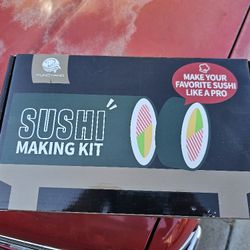 MAKE YOUR
FAVORITE SUSHI
LIKE A PRO
SUSHI
MAKING KIT